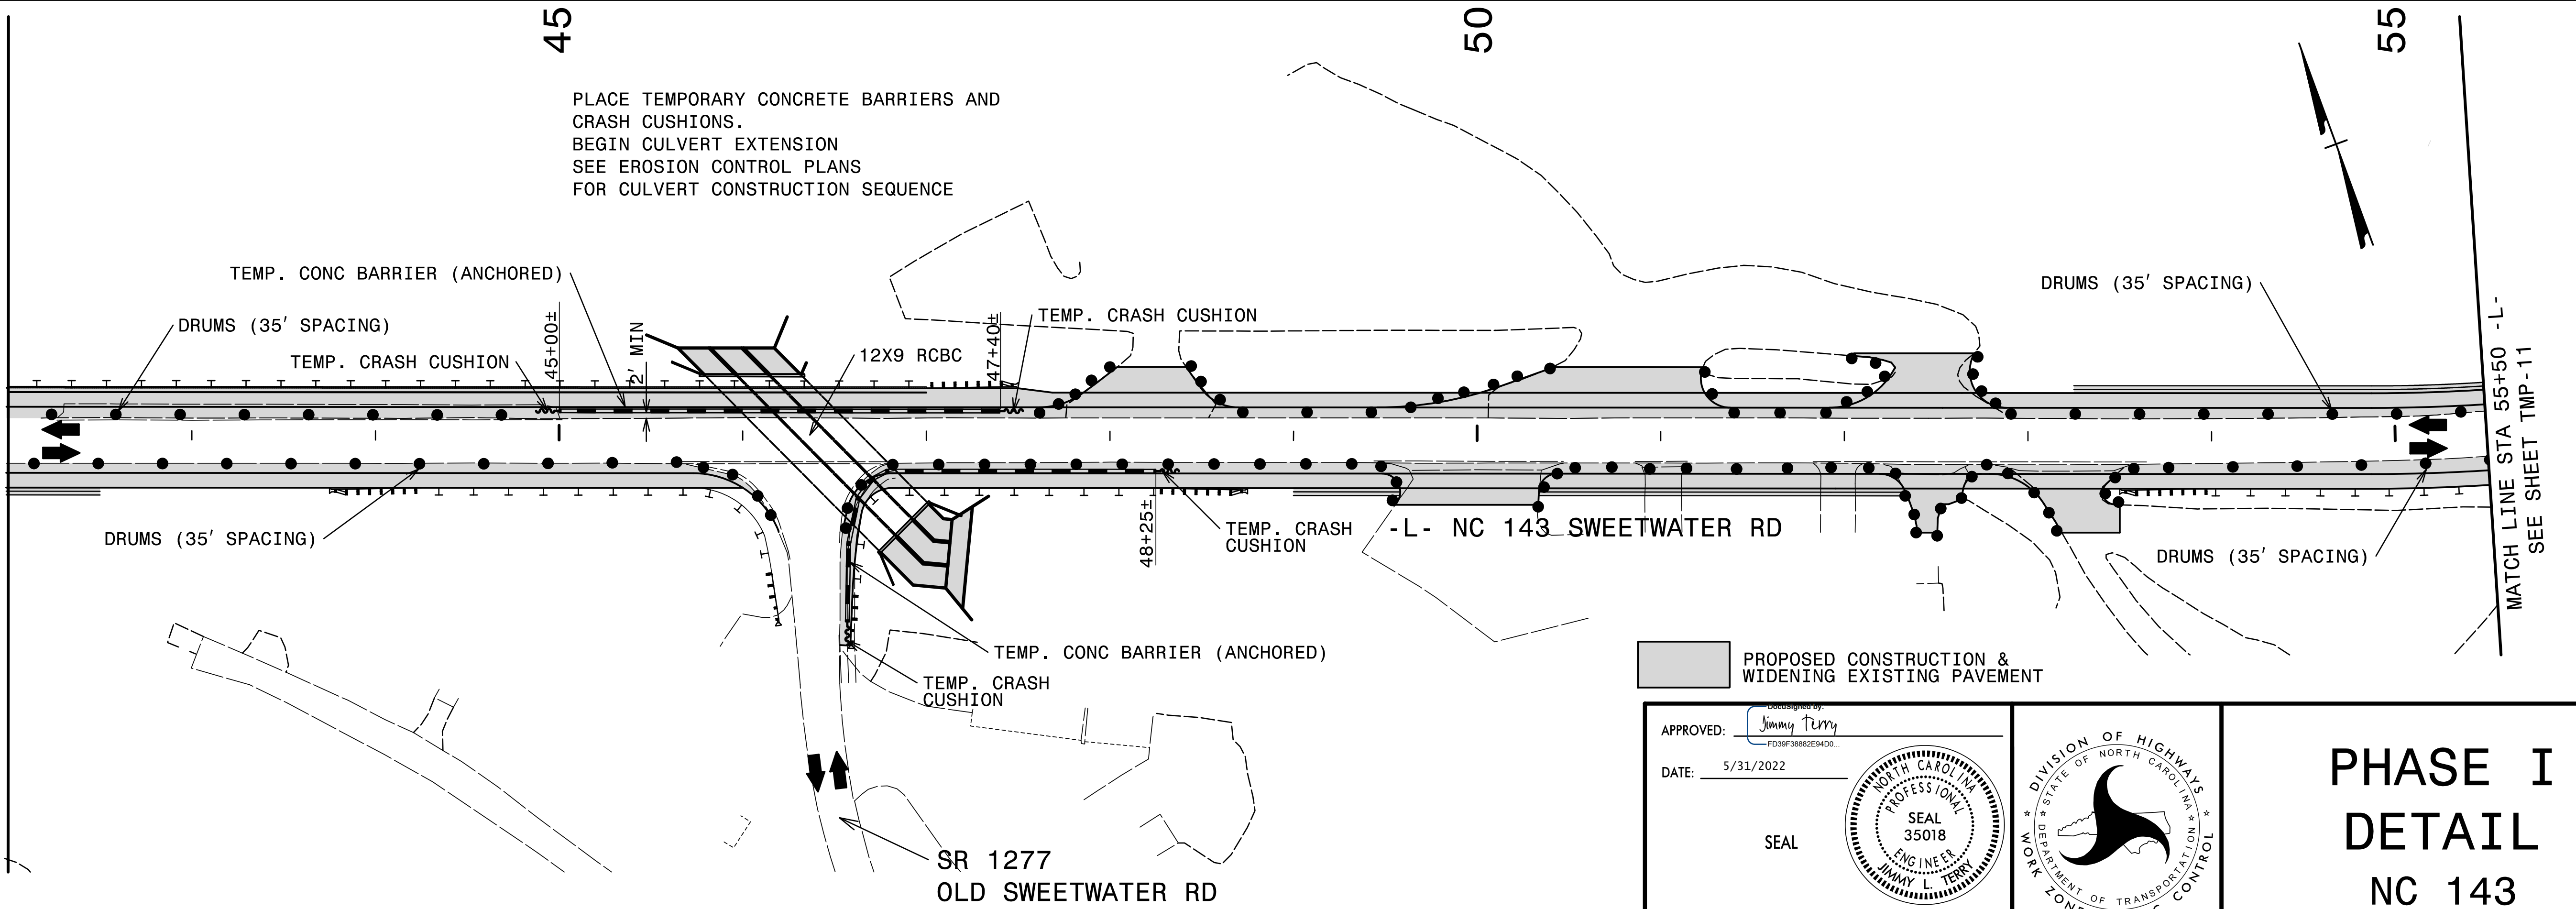 45
50
55
PLACE TEMPORARY CONCRETE BARRIERS AND
CRASH CUSHIONS.
BEGIN CULVERT EXTENSION
SEE EROSION CONTROL PLANS
FOR CULVERT CONSTRUCTION SEQUENCE
TEMP. CONC BARRIER (ANCHORED)
DRUMS (35' SPACING)
TEMP. CRASH CUSHION
45+00±
2' MIN
12X9 RCBC
47+40±
TEMP. CRASH CUSHION
DRUMS (35' SPACING)
MATCH LINE STA 55+50 -L-
SEE SHEET TMP-11
DRUMS (35' SPACING)
48+25±
TEMP. CRASH
CUSHION
-L- NC 143 SWEETWATER RD
DRUMS (35' SPACING)
TEMP. CONC BARRIER (ANCHORED)
TEMP. CRASH
CUSHION
PROPOSED CONSTRUCTION &
WIDENING EXISTING PAVEMENT
SR 1277
OLD SWEETWATER RD
DocuSigned by:
APPROVED: Jimmy Terry
FD39F38882E94D0...
DATE: 5/31/2022
SEAL
NORTH CAROLINA
PROFESSIONAL
SEAL
35018
ENGINEER
JIMMY L. TERRY
DIVISION OF HIGHWAYS
STATE OF NORTH CAROLINA
DEPARTMENT OF TRANSPORTATION
WORK ZONE
CONTROL
PHASE I
DETAIL
NC 143